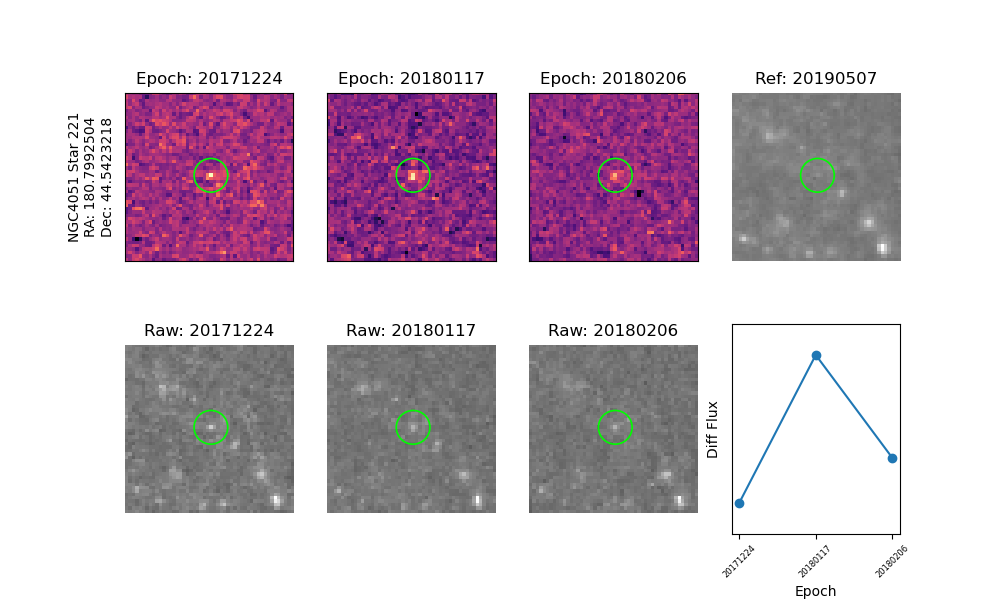 Epoch: 20171224
Epoch: 20180117
Epoch: 20180206
Ref: 20190507
NGC4051 Star 221
RA: 180.7992504
Dec: 44.5423218
Raw: 20171224
Raw: 20180117
Raw: 20180206
Diff Flux
20171224
20180117
20180206
Epoch